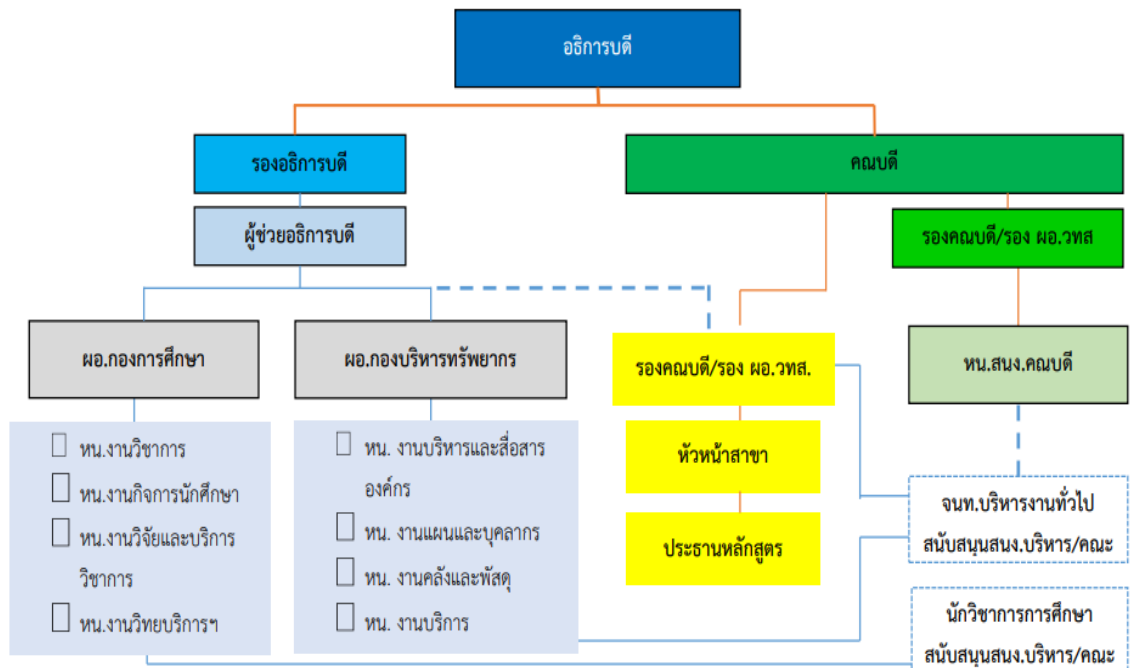 อธิการบดี
รองอธิการบดี
คณบดี
ผู้ช่วยอธิการบดี
รองคณบดี/รอง ผอ.วทส
ผอ.กองการศึกษา
ผอ.กองบริหารทรัพยากร
รองคณบดี/รอง ผอ.วทส.
หน.สนง.คณบดี
หน.งานวิชาการ
หน.งานกิจการนักศึกษา
หน.งานวิจัยและบริการ
วิชาการ
หน.งานวิทยบริการฯ
หน. งานบริหารและสื่อสาร
องค์กร
หน. งานแผนและบุคลากร
หน. งานคลังและพัสดุ
หน. งานบริการ
หัวหน้าสาขา
ประธานหลักสูตร
จนท.บริหารงานทั่วไป
สนับสนุนสนง.บริหาร/คณะ
นักวิชาการการศึกษา
สนับสนุนสนง.บริหาร/คณะ